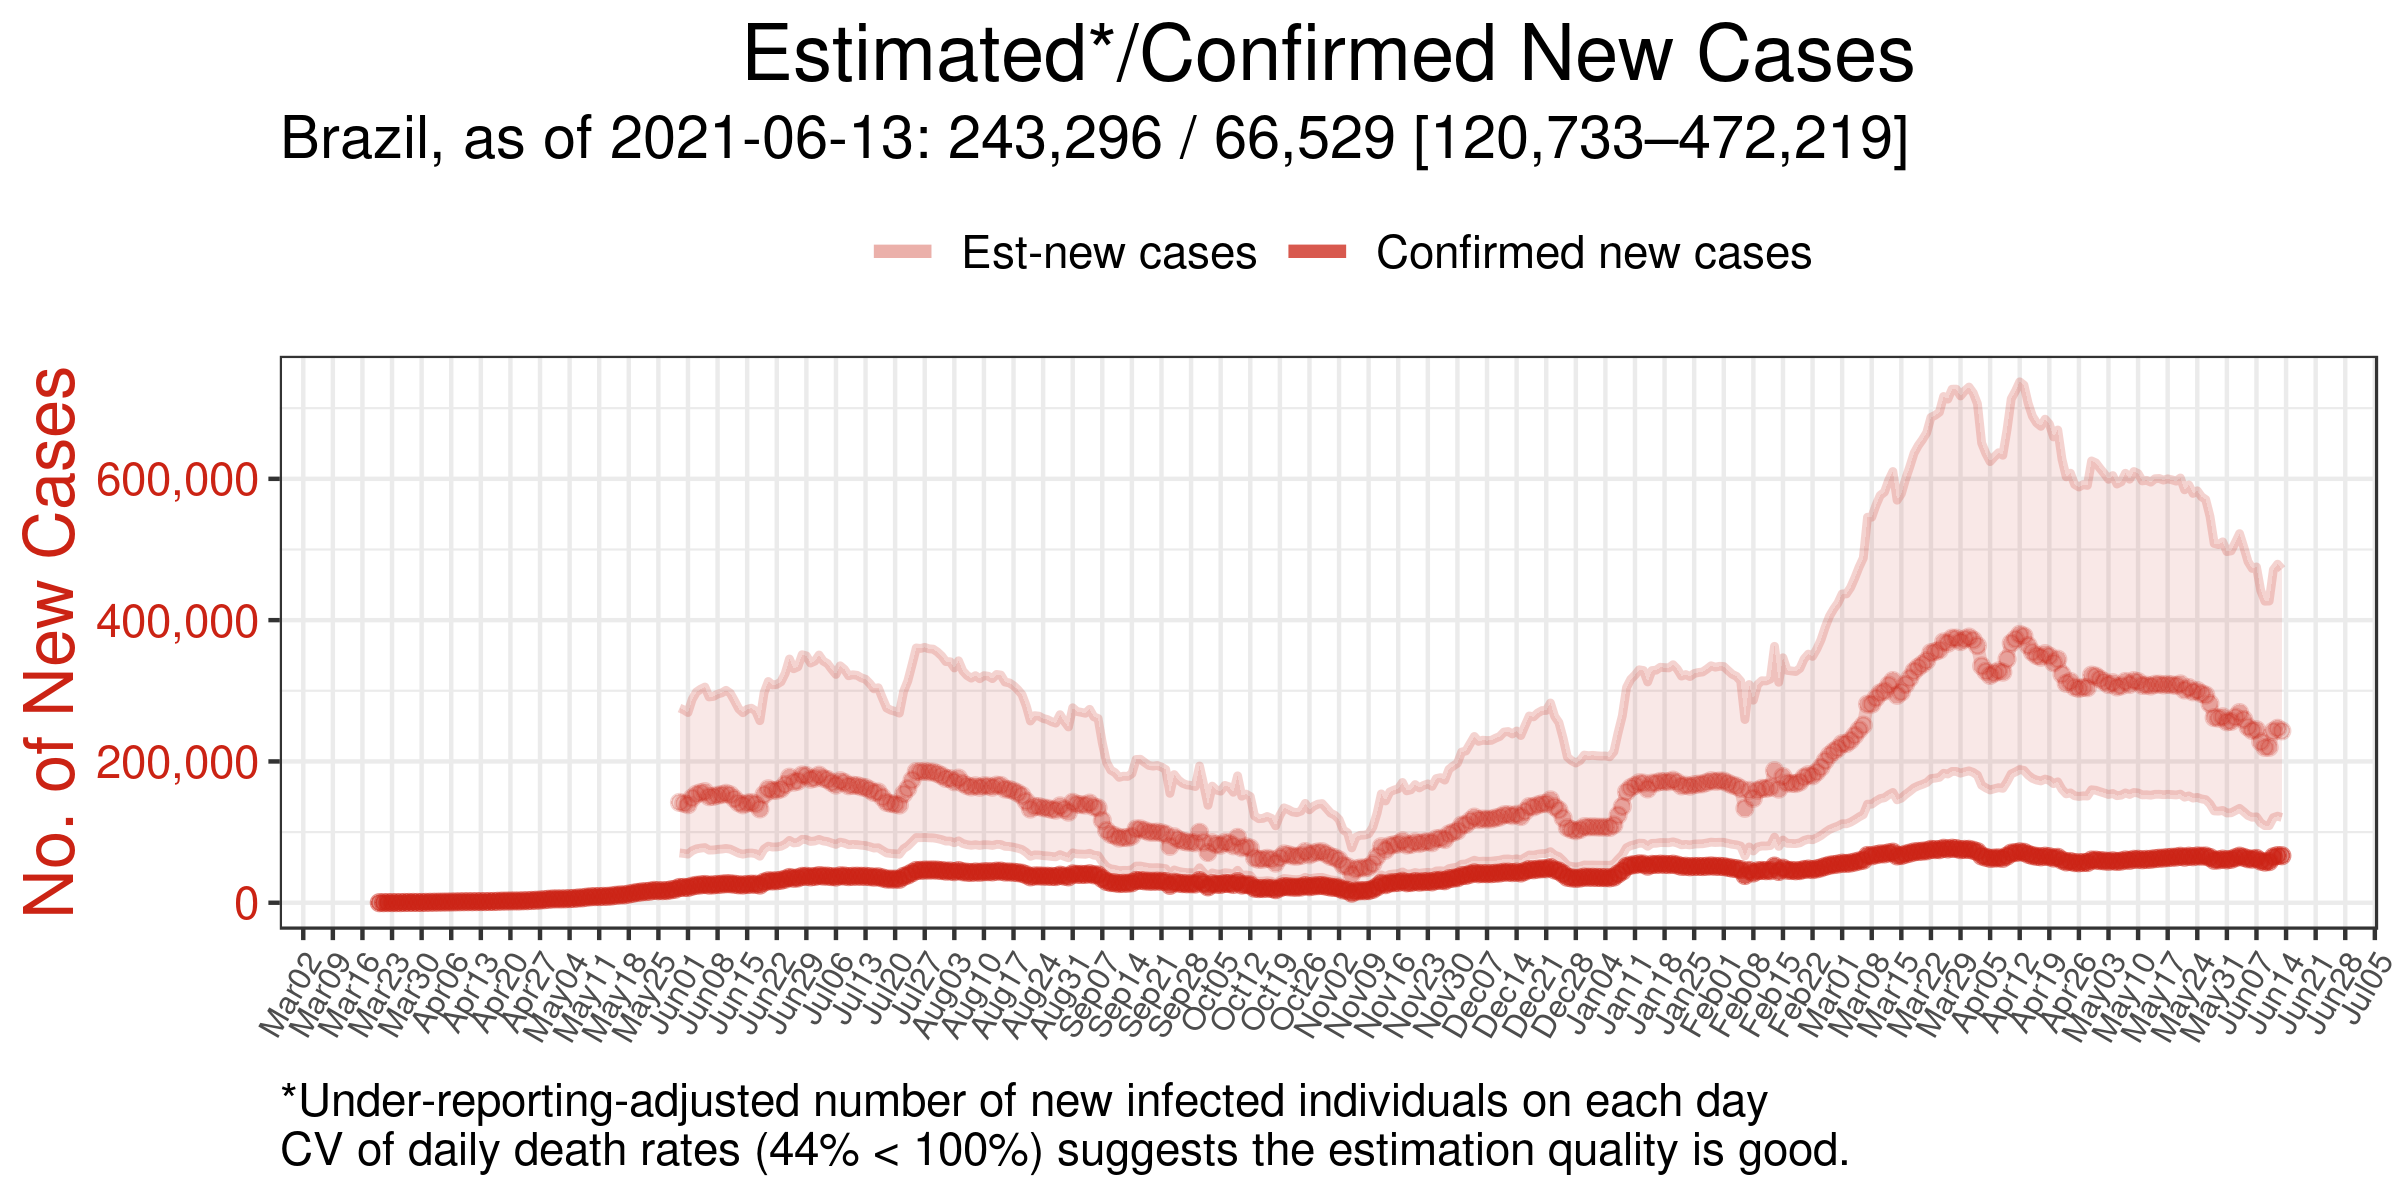 Estimated*/Confirmed New Cases
Brazil, as of 2021-06-13: 243,296 / 66,529 [120,733–472,219]
Est-new cases
Confirmed new cases
No. of New Cases
600,000
400,000
200,000
0
Mar02
Mar09
Mar16
Mar23
Mar30
Apr06
Apr13
Apr20
Apr27
May04
May11
May18
May25
Jun01
Jun08
Jun15
Jun22
Jun29
Jul06
Jul13
Jul20
Jul27
Aug03
Aug10
Aug17
Aug24
Aug31
Sep07
Sep14
Sep21
Sep28
Oct05
Oct12
Oct19
Oct26
Nov02
Nov09
Nov16
Nov23
Nov30
Dec07
Dec14
Dec21
Dec28
Jan04
Jan11
Jan18
Jan25
Feb01
Feb08
Feb15
Feb22
Mar01
Mar08
Mar15
Mar22
Mar29
Apr05
Apr12
Apr19
Apr26
May03
May10
May17
May24
May31
Jun07
Jun14
Jun21
Jun28
Jul05
*Under-reporting-adjusted number of new infected individuals on each day
CV of daily death rates (44% < 100%) suggests the estimation quality is good.